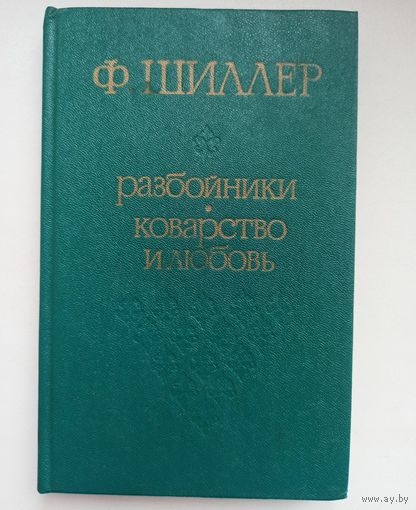 Ф. ШИЛЛЕР
разбойники
•
коварство
и любовь
www.ay.by